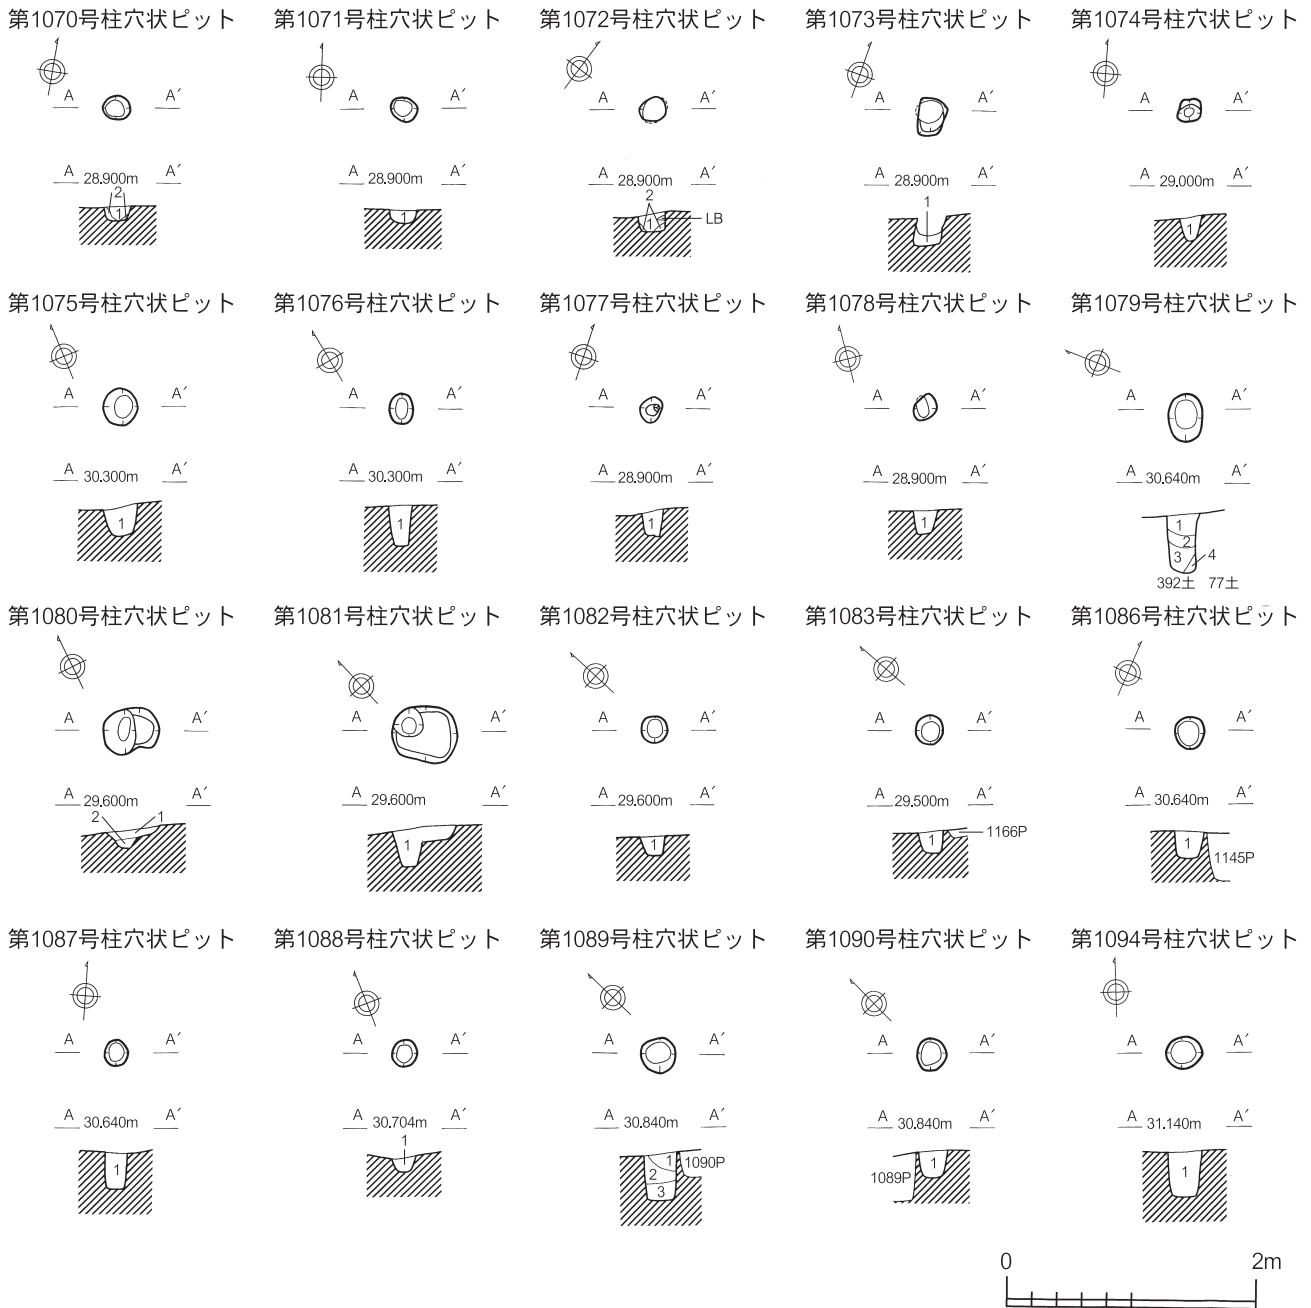 第1070号柱穴状ピット
A A′
A 28.900m A′
2
1
第1071号柱穴状ピット
A A′
A 28.900m A′
1
第1072号柱穴状ピット
A A′
A 28.900m A′
2
1 LB
第1073号柱穴状ピット
A A′
A 28.900m A′
1
第1074号柱穴状ピット
A A′
A 29.000m A′
1
第1075号柱穴状ピット
A A′
A 30.300m A′
1
第1076号柱穴状ピット
A A′
A 30.300m A′
1
第1077号柱穴状ピット
A A′
A 28.900m A′
1
第1078号柱穴状ピット
A A′
A 28.900m A′
1
第1079号柱穴状ピット
A A′
A 30.640m A′
1
2
3 4
392土 77土
第1080号柱穴状ピット
A A′
A 29.600m A′
2 1
第1081号柱穴状ピット
A A′
A 29.600m A′
1
第1082号柱穴状ピット
A A′
A 29.600m A′
1
第1083号柱穴状ピット
A A′
A 29.500m A′
1 1166P
第1086号柱穴状ピット
A A′
A 30.640m A′
1 1145P
第1087号柱穴状ピット
A A′
A 30.640m A′
1
第1088号柱穴状ピット
A A′
A 30.704m A′
1
第1089号柱穴状ピット
A A′
A 30.840m A′
1 1090P
2
3
第1090号柱穴状ピット
A A′
A 30.840m A′
1
1089P
第1094号柱穴状ピット
A A′
A 31.140m A′
1
0 2m